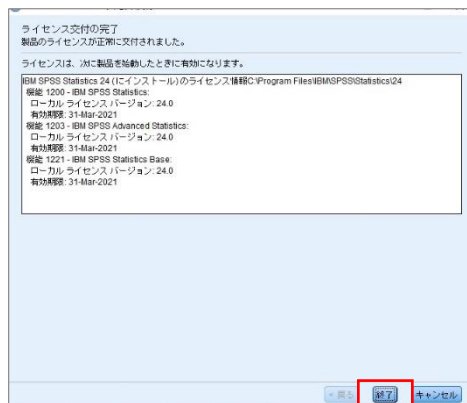 ライセンス交付の完了
製品のライセンスが正常に交付されました。
ライセンスは、次に製品を始動したときに有効になります。
IBM SPSS Statistics 24 (にインストール)のライセンス情報C:\Program Files\IBM\SPSS\Statistics\24
機能 1200 - IBM SPSS Statistics:
ローカル ライセンス バージョン: 24.0
有効期限: 31-Mar-2021
機能 1203 - IBM SPSS Advanced Statistics:
ローカル ライセンス バージョン: 24.0
有効期限: 31-Mar-2021
機能 1221 - IBM SPSS Statistics Base:
ローカル ライセンス バージョン: 24.0
有効期限: 31-Mar-2021
< 戻る 終了 キャンセル